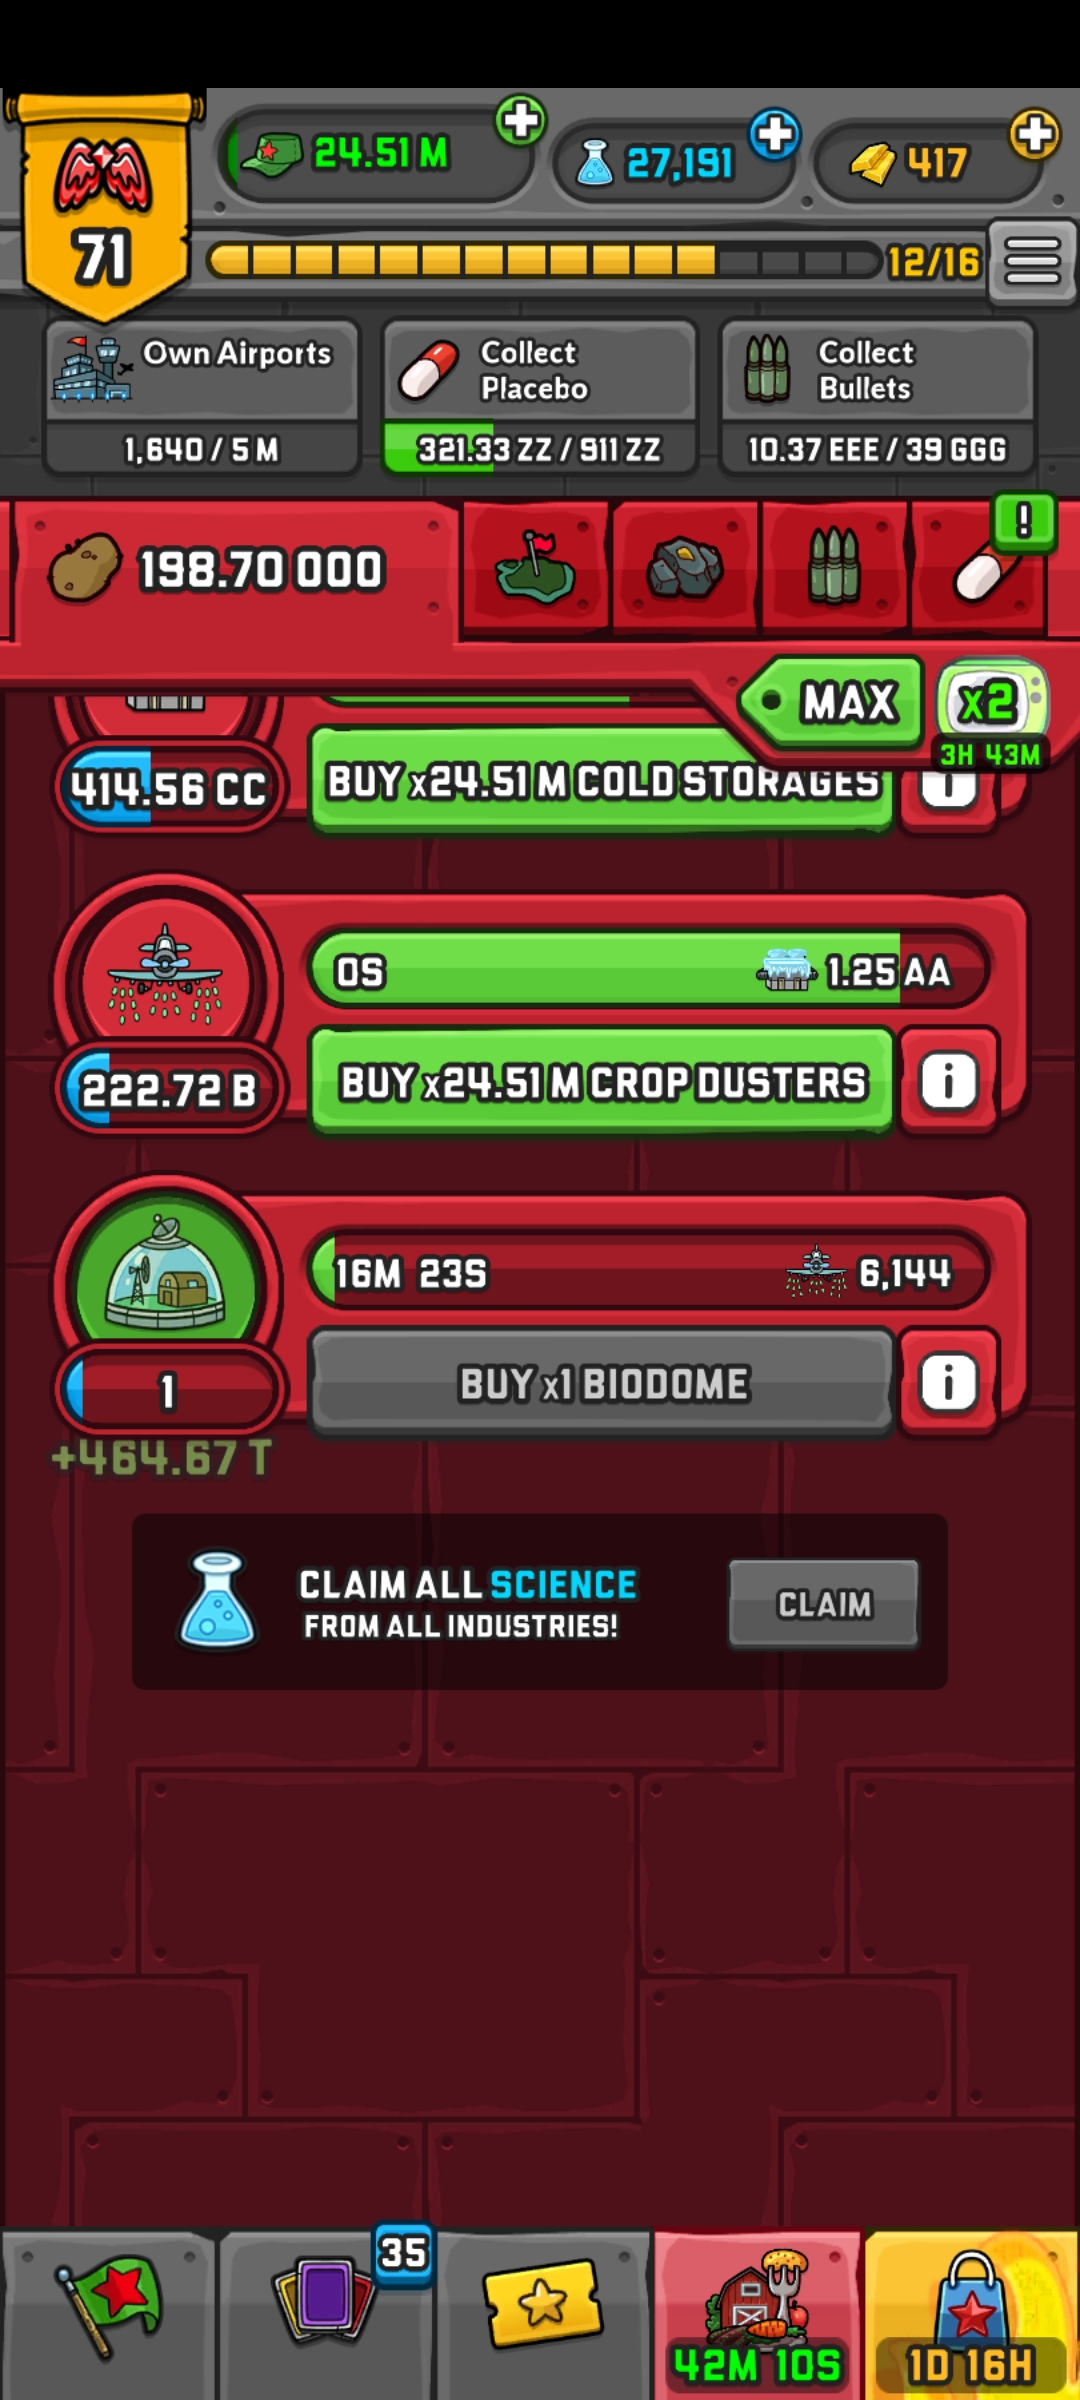 24.51 M
27,191
417
71
12/16
Own Airports
1,640 / 5 M
Collect
Placebo
321.33 ZZ / 911 ZZ
Collect
Bullets
10.37 EEE / 39 GGG
198.70 OOO
!
MAX
x2
3H 43M
414.56 CC
BUY x24.51 M COLD STORAGES
i
0S
1.25 AA
222.72 B
BUY x24.51 M CROP DUSTERS
i
16M 23S
6,144
1
BUY x1 BIODOME
i
+464.67 T
CLAIM ALL SCIENCE
FROM ALL INDUSTRIES!
CLAIM
35
42M 10S
1D 16H